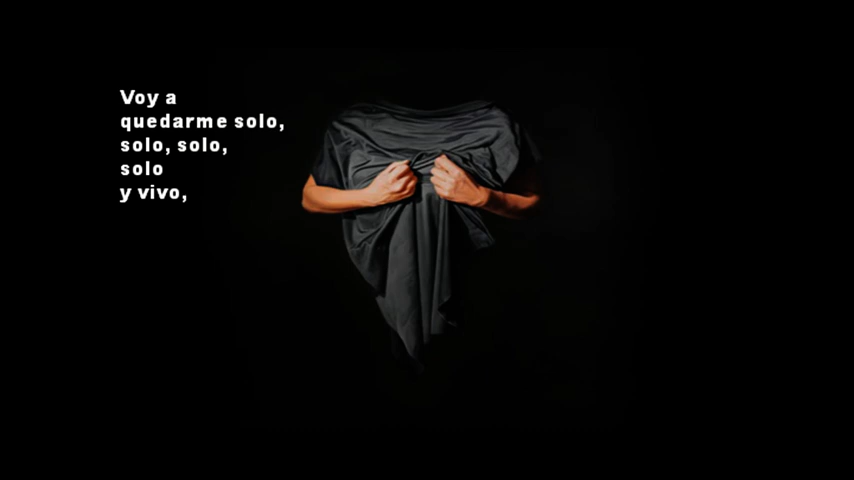 Voy a
quedarme solo,
solo, solo,
solo
y vivo,